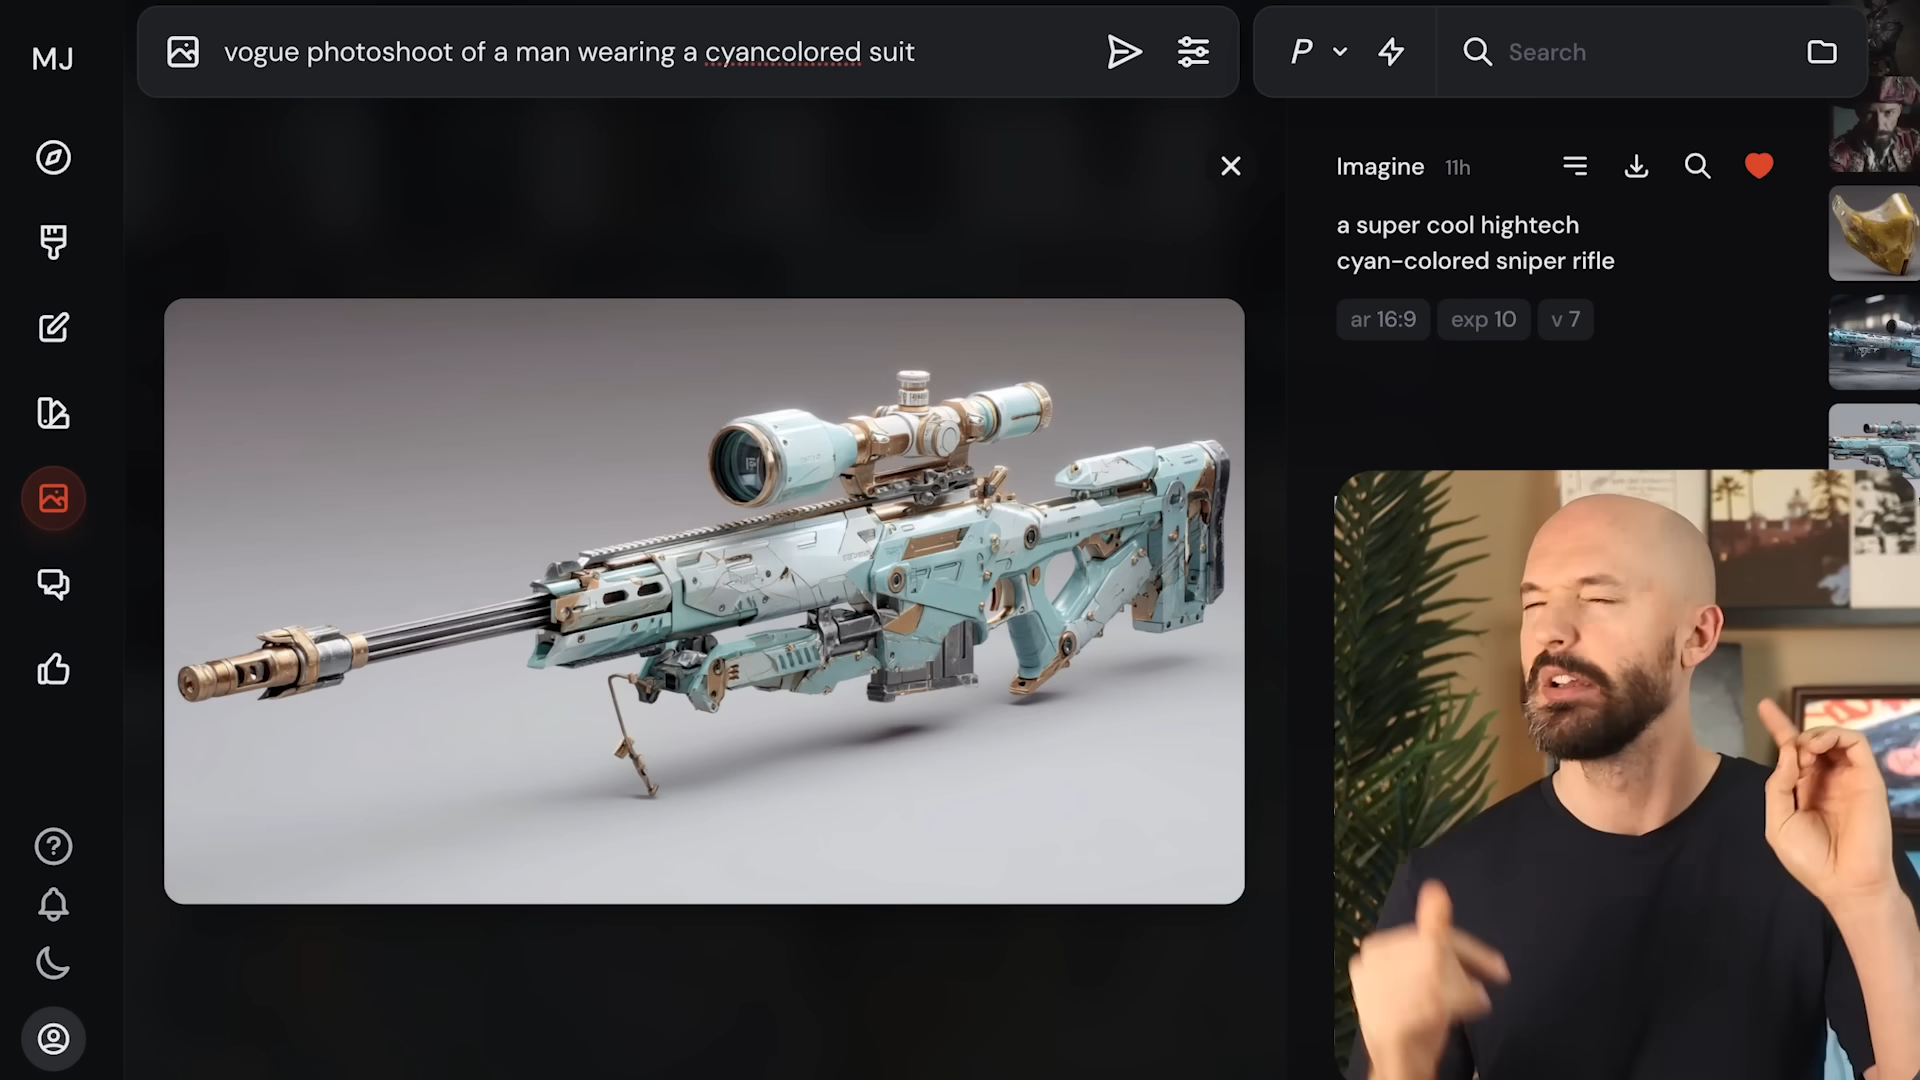 MJ
vogue photoshoot of a man wearing a cyancolored suit
P
Search
Imagine 11h
a super cool hightech
cyan-colored sniper rifle
ar 16:9 exp 10 v 7